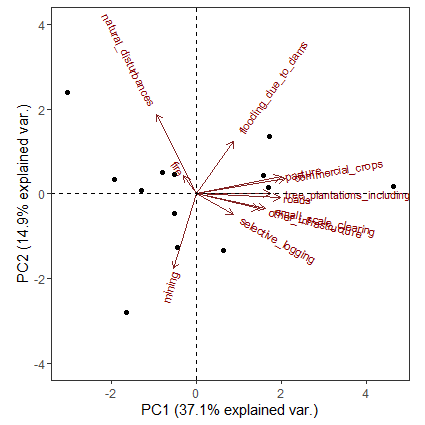 natural_disturbances
flooding_due_to_dams
fire
pasture
commercial_crops
tree_plantations_including
roads
small_scale_clearing
other_infrastructure
selective_logging
mining
4
2
0
-2
-4
-2
0
2
4
PC2 (14.9% explained var.)
PC1 (37.1% explained var.)